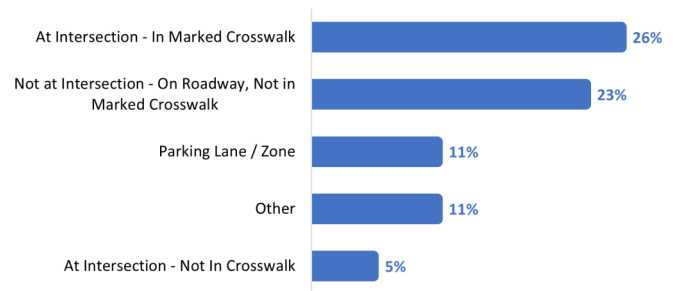 At Intersection - In Marked Crosswalk 26%
Not at Intersection - On Roadway, Not in
Marked Crosswalk 23%
Parking Lane / Zone 11%
Other 11%
At Intersection - Not In Crosswalk 5%